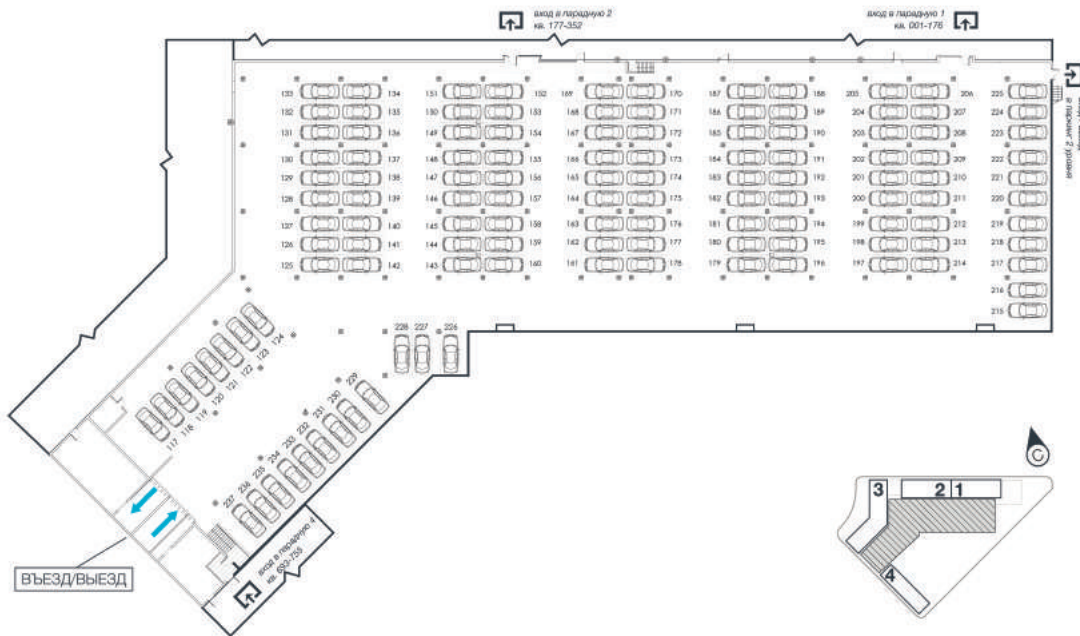 вход в парадную 2
кв. 177-352
вход в парадную 1
кв. 001-176
в паркинг 2 уровня
133 134 151 152 169 170 187 188 205 206 225
132 135 150 153 168 171 186 189 204 207 224
131 136 149 154 167 172 185 190 203 208 223
130 137 148 155 166 173 184 191 202 209 222
129 138 147 156 165 174 183 192 201 210 221
128 139 146 157 164 175 182 193 200 211 220
127 140 145 158 163 176 181 194 199 212 219
126 141 144 159 162 177 180 195 198 213 218
125 142 143 160 161 178 179 196 197 214 217
216
215
228 227 226
117 118 119 120 121 122 123 124
237 236 235 234 233 232 231 230 229
ВЪЕЗД/ВЫЕЗД
вход в парадную 4
кв. 693-755
С
3 2 1
4